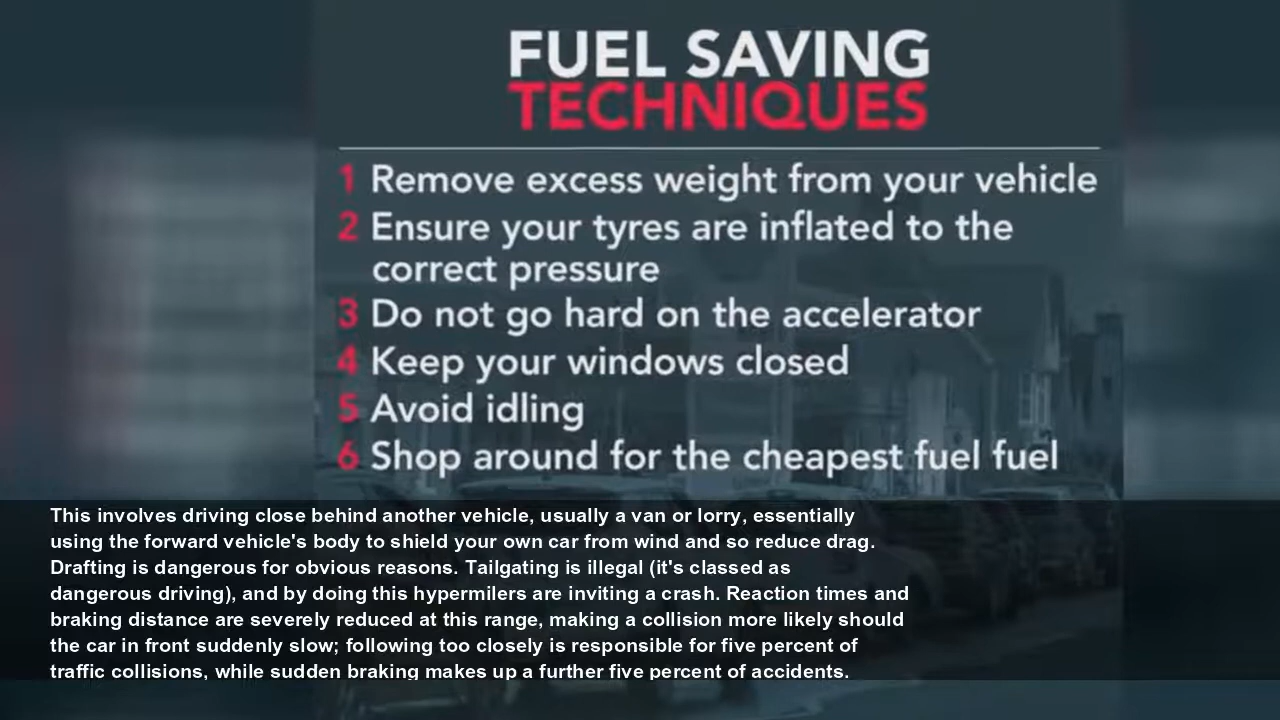 FUEL SAVING
TECHNIQUES
1 Remove excess weight from your vehicle
2 Ensure your tyres are inflated to the
correct pressure
3 Do not go hard on the accelerator
4 Keep your windows closed
5 Avoid idling
6 Shop around for the cheapest fuel fuel
This involves driving close behind another vehicle, usually a van or lorry, essentially
using the forward vehicle's body to shield your own car from wind and so reduce drag.
Drafting is dangerous for obvious reasons. Tailgating is illegal (it's classed as
dangerous driving), and by doing this hypermilers are inviting a crash. Reaction times and
braking distance are severely reduced at this range, making a collision more likely should
the car in front suddenly slow; following too closely is responsible for five percent of
traffic collisions, while sudden braking makes up a further five percent of accidents.